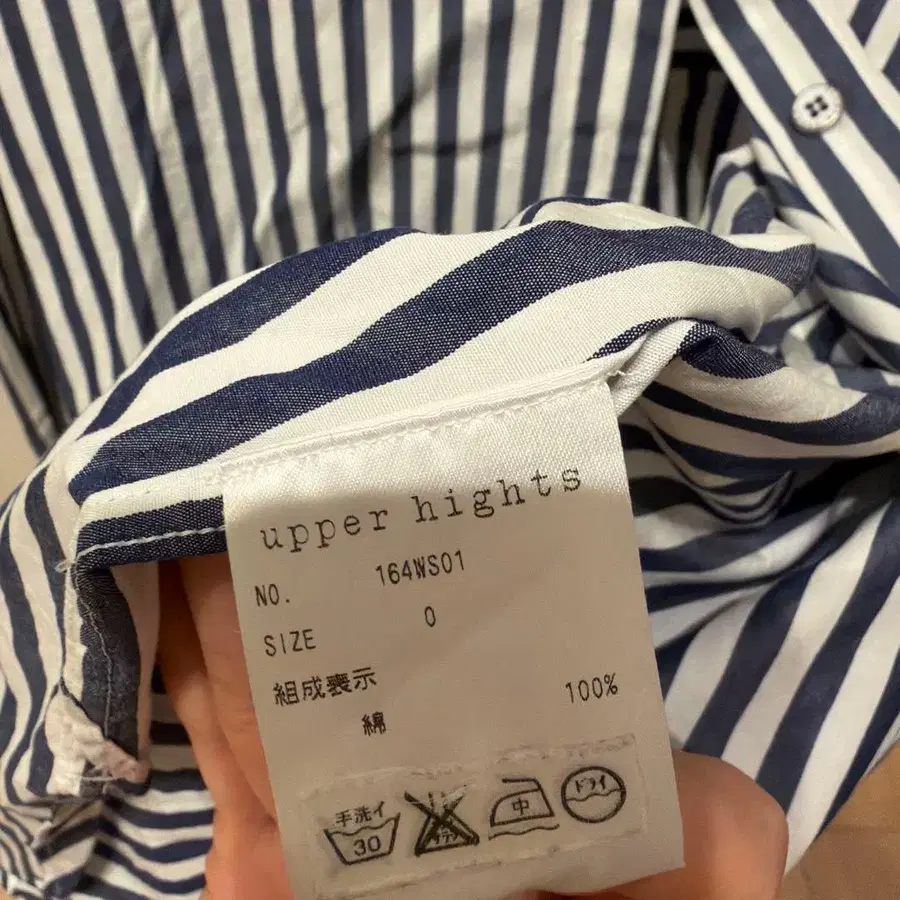 upper hights
NO. 164WS01
SIZE 0
組成表示
綿 100%
手洗イ 30 中 ドライ